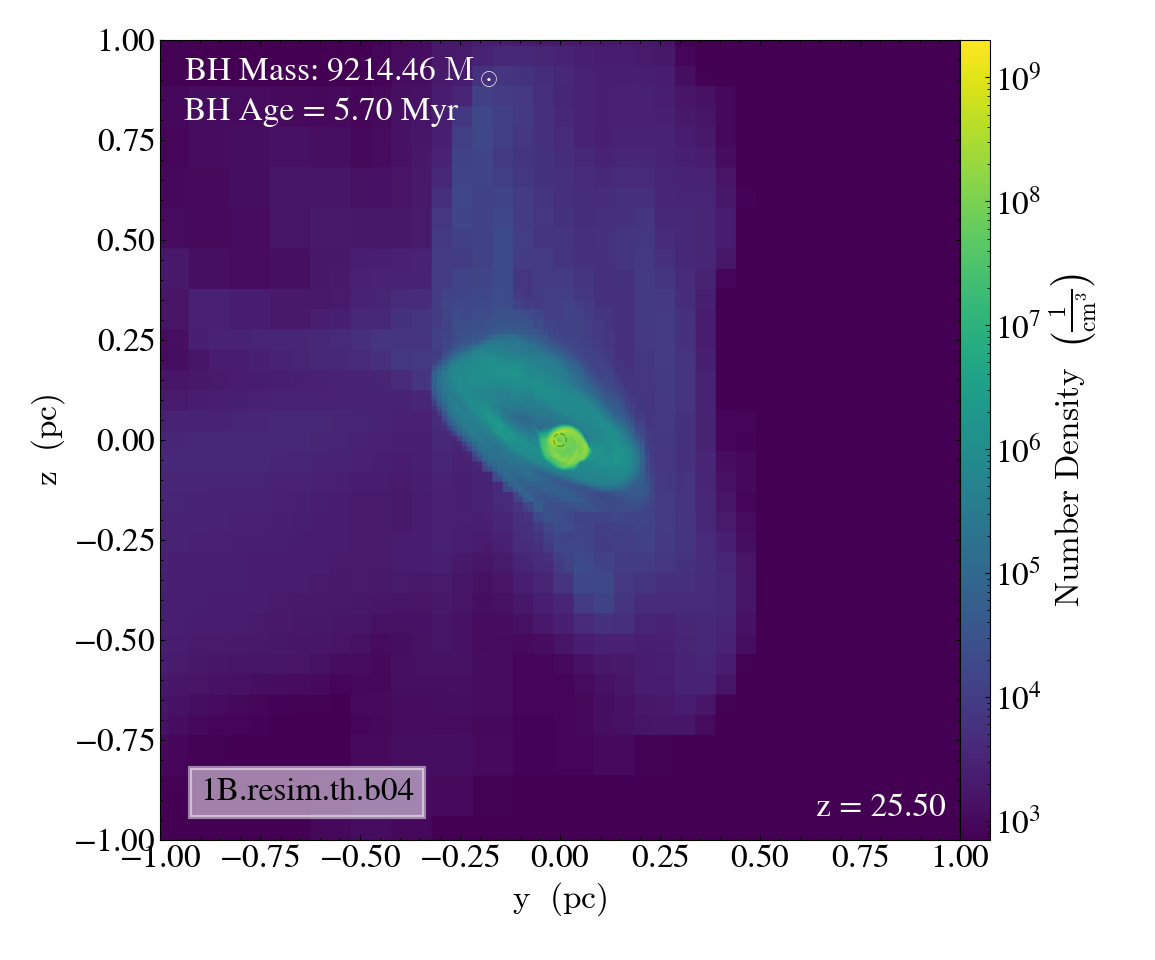 BH Mass: 9214.46 M⊙
BH Age = 5.70 Myr
1B.resim.th.b04
z = 25.50
1.00
0.75
0.50
0.25
0.00
−0.25
−0.50
−0.75
−1.00
z (pc)
−1.00 −0.75 −0.50 −0.25 0.00 0.25 0.50 0.75 1.00
y (pc)
10⁹
10⁸
10⁷
10⁶
10⁵
10⁴
10³
Number Density (1/cm³)